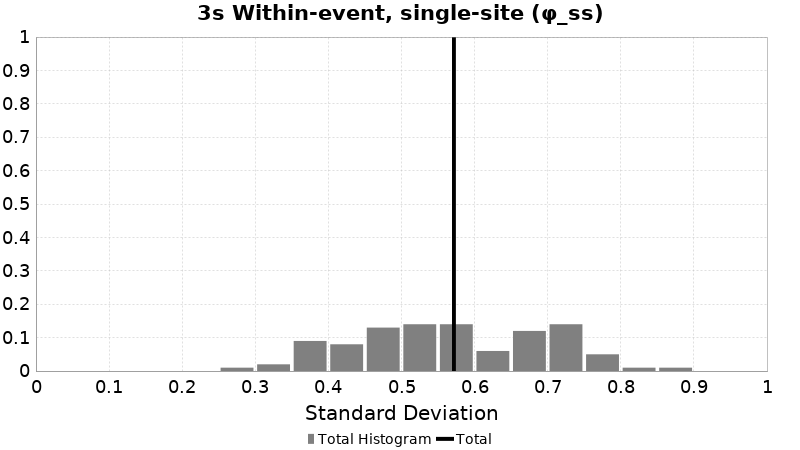 3s Within-event, single-site (φ_ss)
1
0.9
0.8
0.7
0.6
0.5
0.4
0.3
0.2
0.1
0
0 0.1 0.2 0.3 0.4 0.5 0.6 0.7 0.8 0.9 1
Standard Deviation
Total Histogram Total